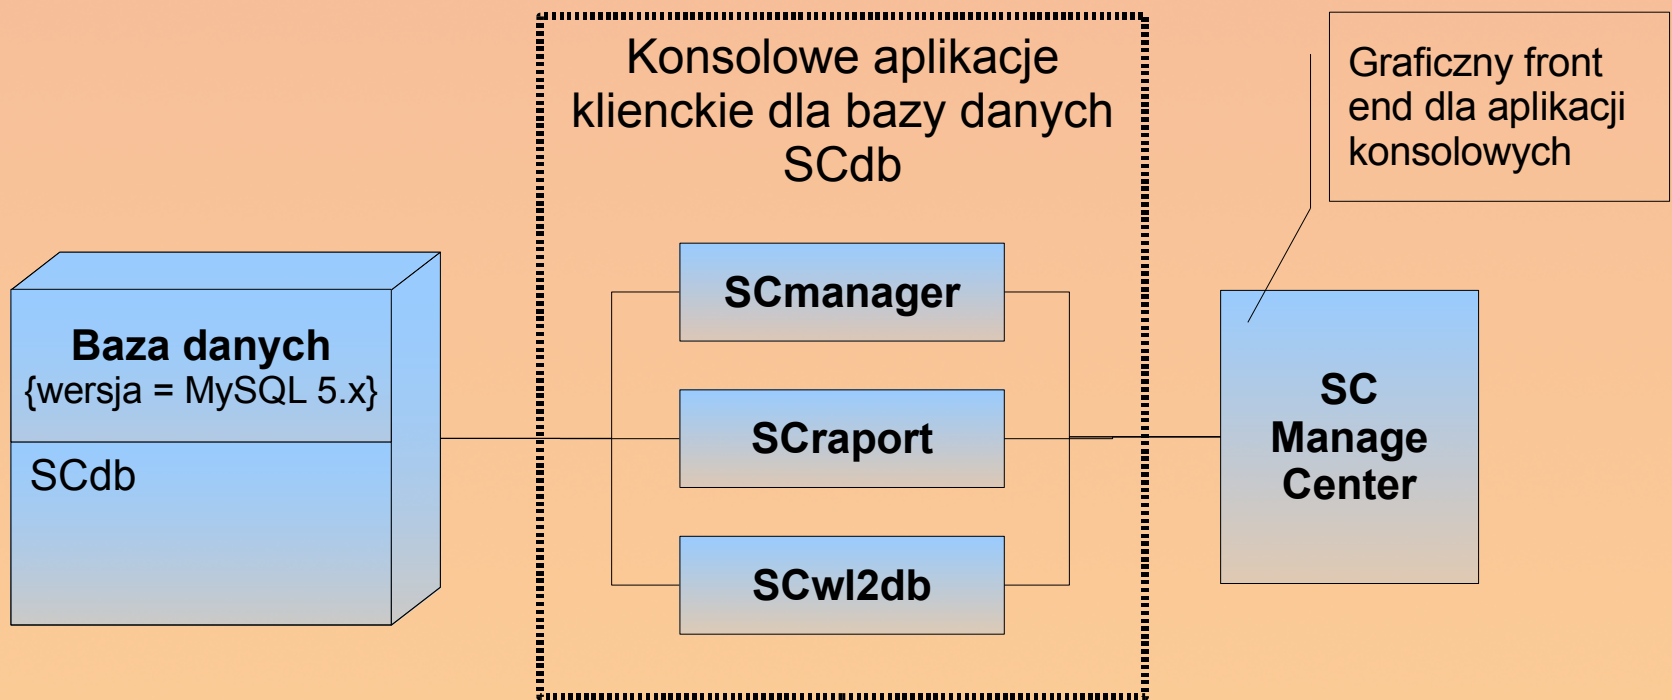 Konsolowe aplikacje
klienckie dla bazy danych
SCdb
Graficzny front
end dla aplikacji
konsolowych
Baza danych
{wersja = MySQL 5.x}
SCdb
SCmanager
SCraport
SCwl2db
SC
Manage
Center